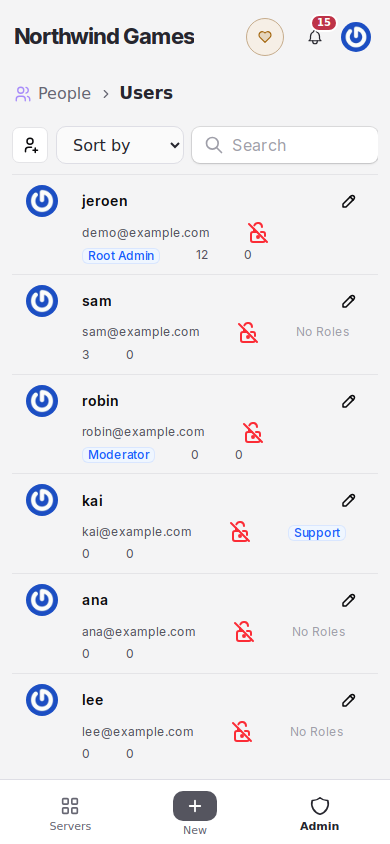 Northwind Games
15
People > Users
Sort by
Search
jeroen
demo@example.com
Root Admin 12 0
sam
sam@example.com No Roles
3 0
robin
robin@example.com
Moderator 0 0
kai
kai@example.com Support
0 0
ana
ana@example.com No Roles
0 0
lee
lee@example.com No Roles
0 0
Servers New Admin